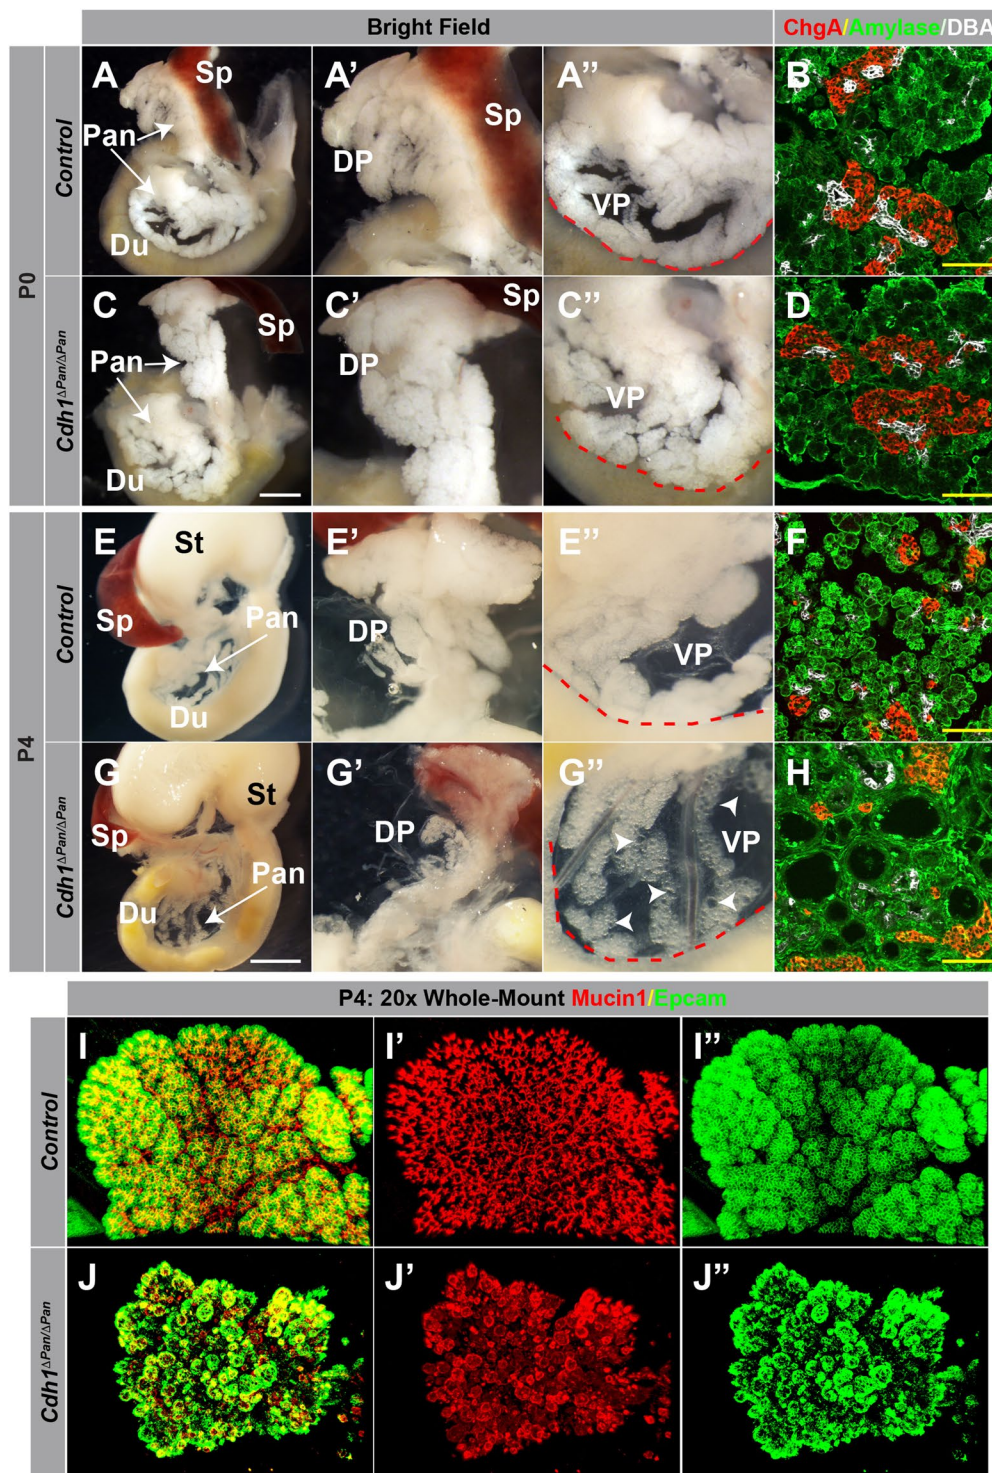 Bright Field
ChgA/Amylase/DBA
P0
Control
A
Sp
Pan
Du
A’
Sp
DP
A”
VP
B
Cdh1ΔPan/ΔPan
C
Sp
Pan
Du
C’
Sp
DP
C”
VP
D
P4
Control
E
St
Sp
Pan
Du
E’
DP
E”
VP
F
Cdh1ΔPan/ΔPan
G
St
Sp
Pan
Du
G’
DP
G”
VP
H
P4: 20x Whole-Mount Mucin1/Epcam
Control
I
I’
I”
Cdh1ΔPan/ΔPan
J
J’
J”